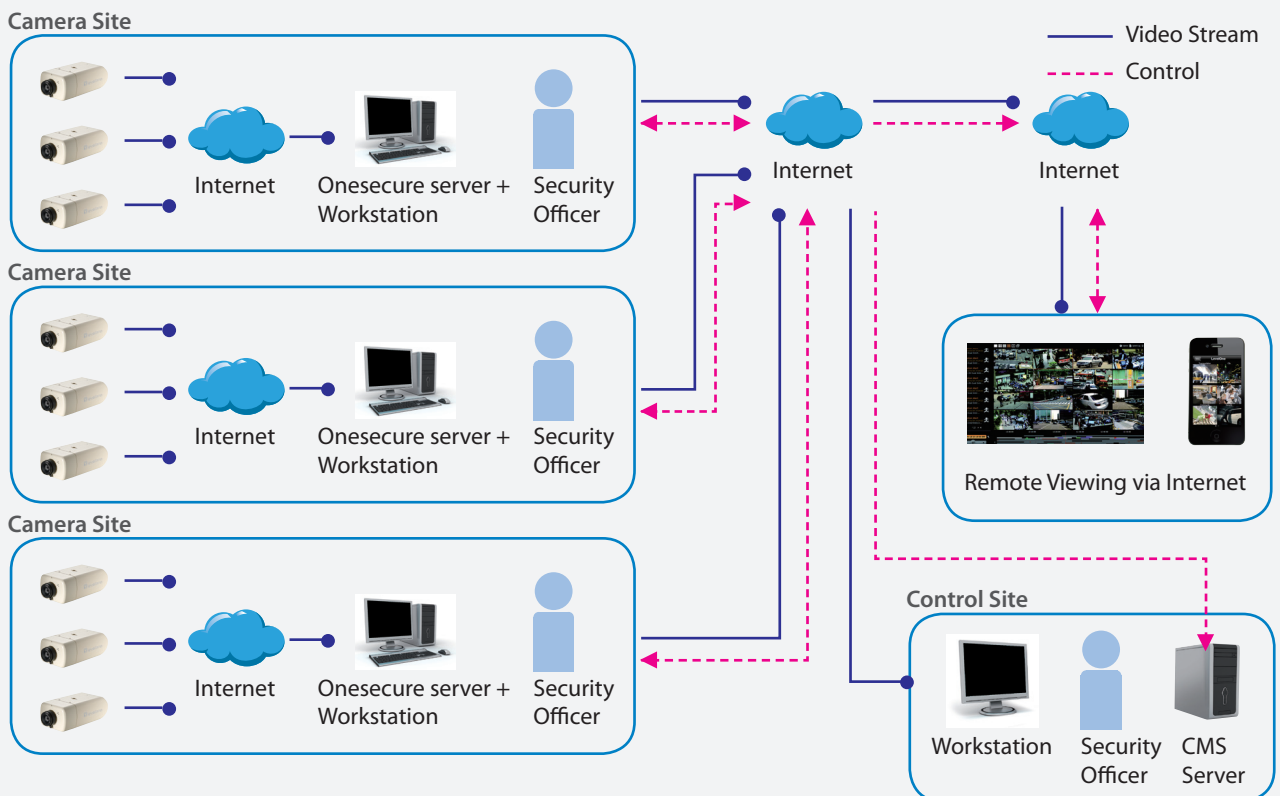 Camera Site
Internet
Onesecure server +
Workstation
Security
Officer
Camera Site
Internet
Onesecure server +
Workstation
Security
Officer
Camera Site
Internet
Onesecure server +
Workstation
Security
Officer
Video Stream
Control
Internet
Internet
Remote Viewing via Internet
Control Site
Workstation
Security
Officer
CMS
Server